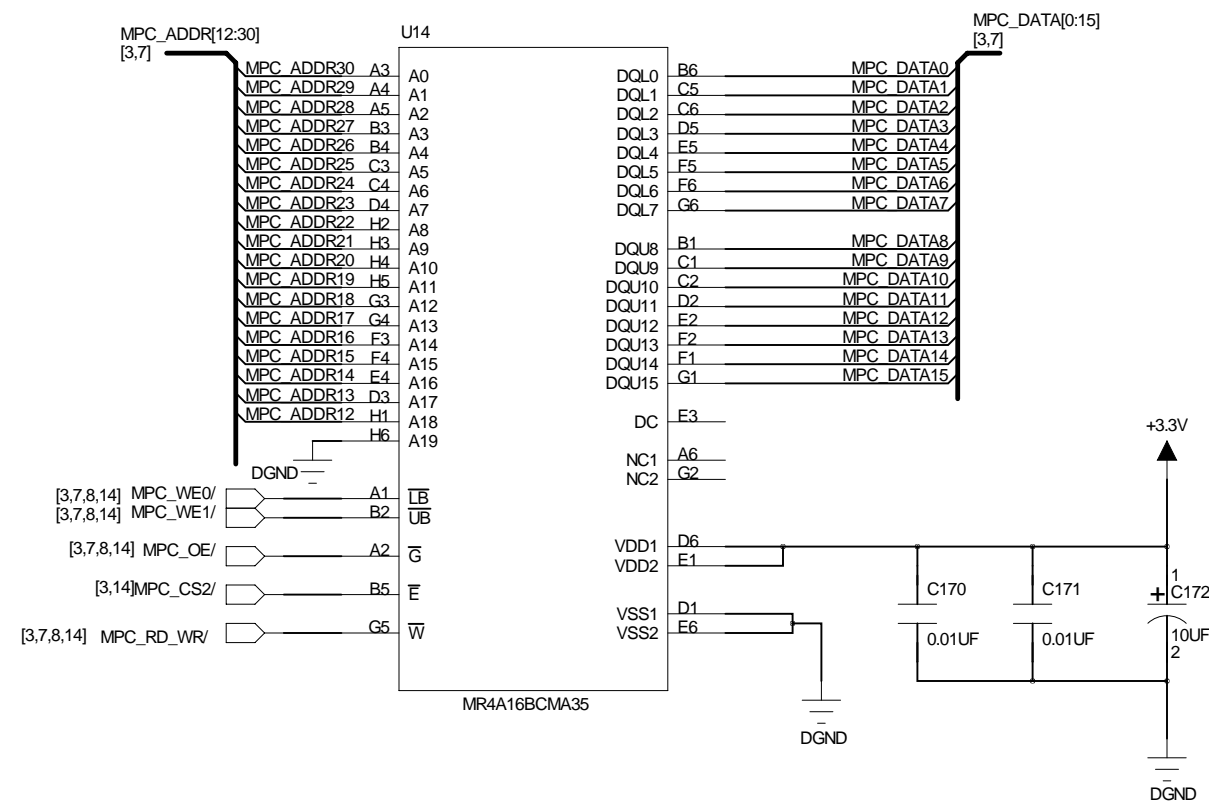 MPC_ADDR[12:30]
[3,7]
U14
MPC_DATA[0:15]
[3,7]
MPC_ADDR30 A3 A0 DQL0 B6 MPC_DATA0
MPC_ADDR29 A4 A1 DQL1 C5 MPC_DATA1
MPC_ADDR28 A5 A2 DQL2 C6 MPC_DATA2
MPC_ADDR27 B3 A3 DQL3 D5 MPC_DATA3
MPC_ADDR26 B4 A4 DQL4 E5 MPC_DATA4
MPC_ADDR25 C3 A5 DQL5 F5 MPC_DATA5
MPC_ADDR24 C4 A6 DQL6 F6 MPC_DATA6
MPC_ADDR23 D4 A7 DQL7 G6 MPC_DATA7
MPC_ADDR22 H2 A8
MPC_ADDR21 H3 A9 DQU8 B1 MPC_DATA8
MPC_ADDR20 H4 A10 DQU9 C1 MPC_DATA9
MPC_ADDR19 H5 A11 DQU10 C2 MPC_DATA10
MPC_ADDR18 G3 A12 DQU11 D2 MPC_DATA11
MPC_ADDR17 G4 A13 DQU12 E2 MPC_DATA12
MPC_ADDR16 F3 A14 DQU13 F2 MPC_DATA13
MPC_ADDR15 F4 A15 DQU14 F1 MPC_DATA14
MPC_ADDR14 E4 A16 DQU15 G1 MPC_DATA15
MPC_ADDR13 D3 A17
MPC_ADDR12 H1 A18 DC E3
H6 A19
DGND
NC1 A6
NC2 G2
+3.3V
[3,7,8,14] MPC_WE0/ A1 LB
[3,7,8,14] MPC_WE1/ B2 UB
[3,7,8,14] MPC_OE/ A2 G
VDD1 D6
VDD2 E1
[3,14]MPC_CS2/ B5 E
C170 C171 1 + C172
VSS1 D1
[3,7,8,14] MPC_RD_WR/ G5 W
VSS2 E6
0.01UF 0.01UF 10UF
2
MR4A16BCMA35
DGND
DGND